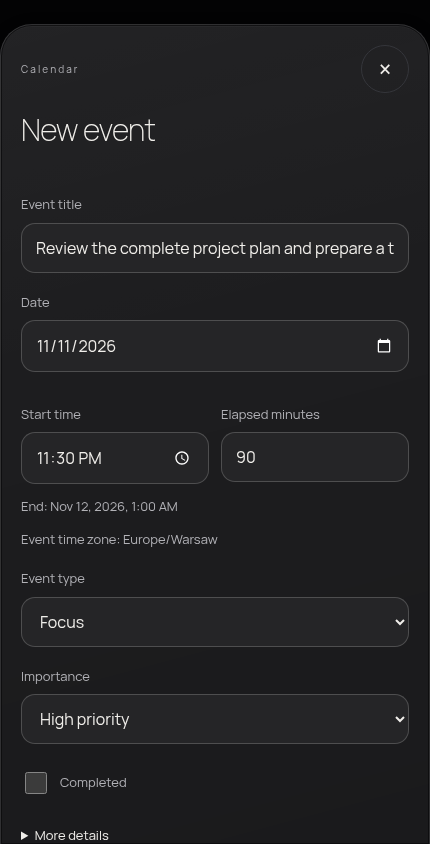 Calendar
New event
Event title
Review the complete project plan and prepare a t
Date
11/11/2026
Start time
Elapsed minutes
11:30 PM
90
End: Nov 12, 2026, 1:00 AM
Event time zone: Europe/Warsaw
Event type
Focus
Importance
High priority
Completed
More details